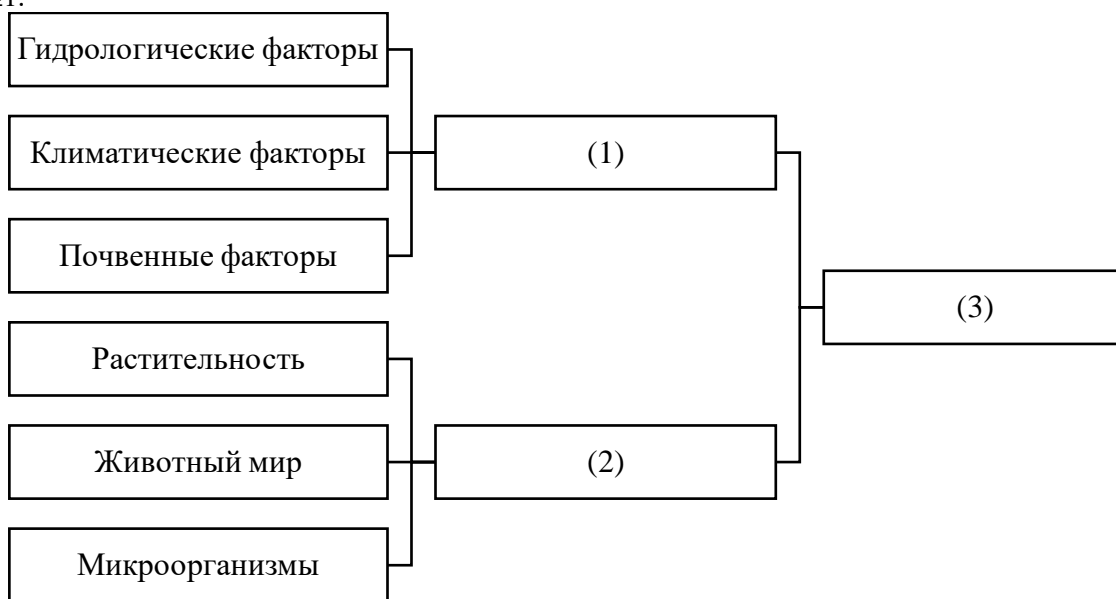 Гидрологические факторы
Климатические факторы
(1)
Почвенные факторы
(3)
Растительность
Животный мир
(2)
Микроорганизмы